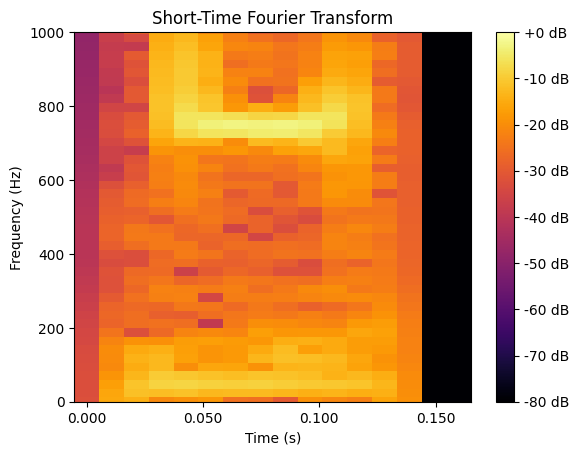 Short-Time Fourier Transform
1000
800
600
400
200
0
Frequency (Hz)
0.000
0.050
0.100
0.150
Time (s)
+0 dB
-10 dB
-20 dB
-30 dB
-40 dB
-50 dB
-60 dB
-70 dB
-80 dB